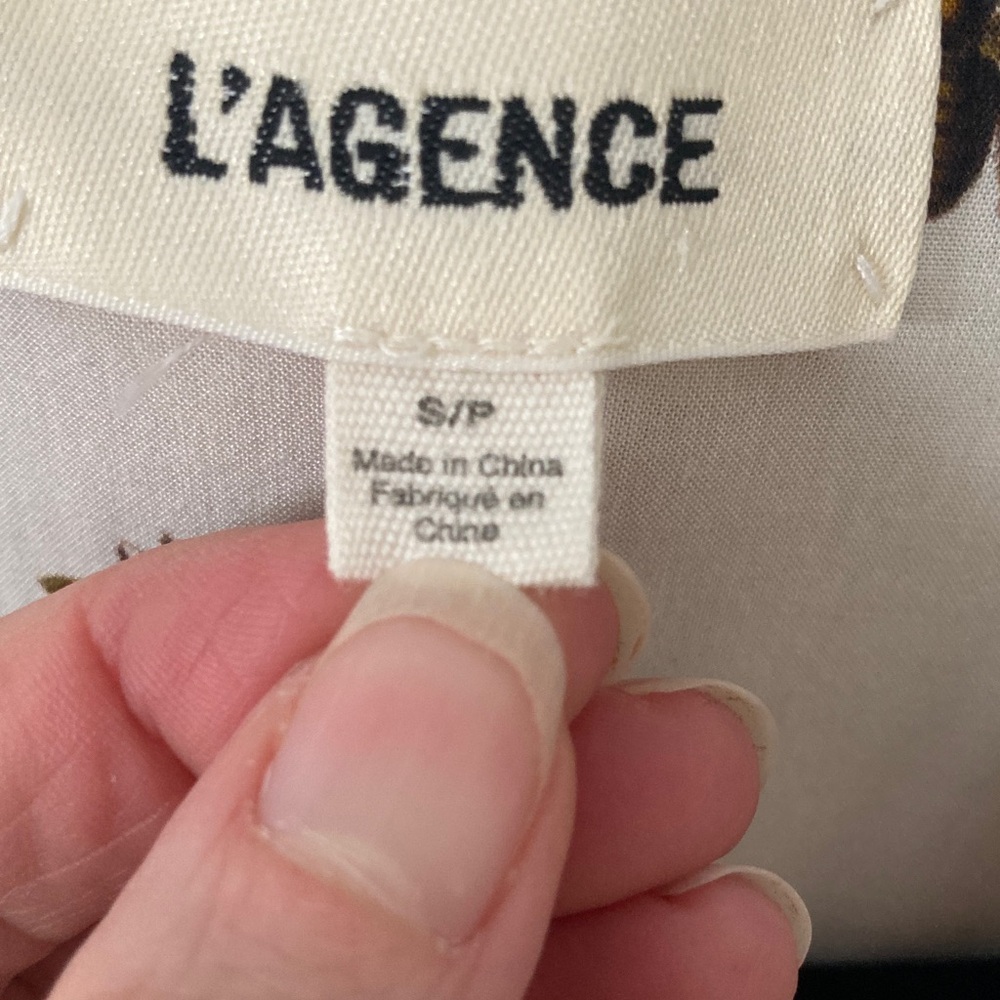 L'AGENCE
S/P
Made in China
Fabriqué en
Chine